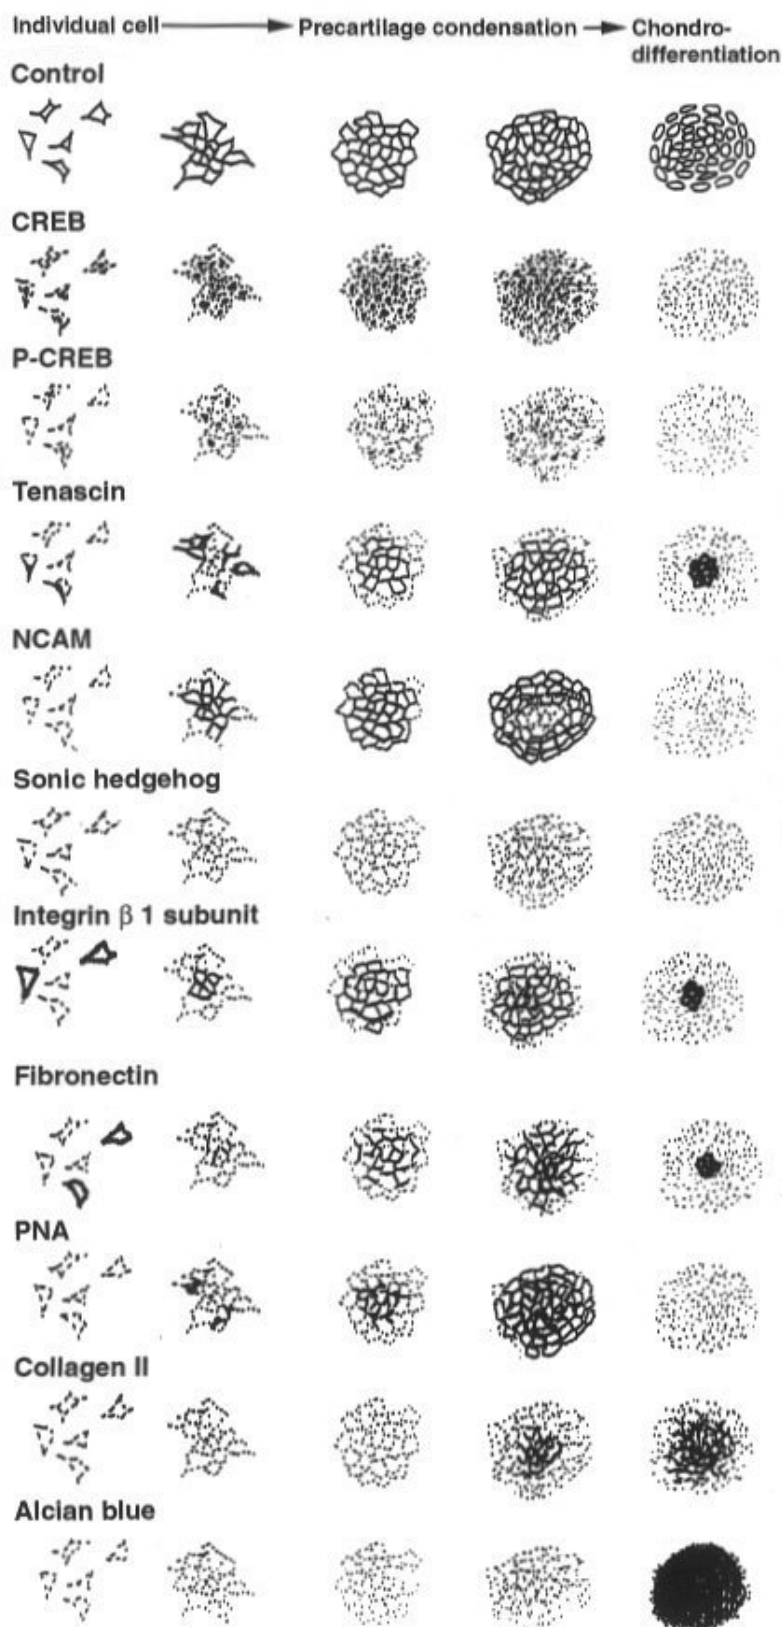 Individual cell → Precartilage condensation → Chondro-
differentiation
Control
CREB
P-CREB
Tenascin
NCAM
Sonic hedgehog
Integrin β 1 subunit
Fibronectin
PNA
Collagen II
Alcian blue